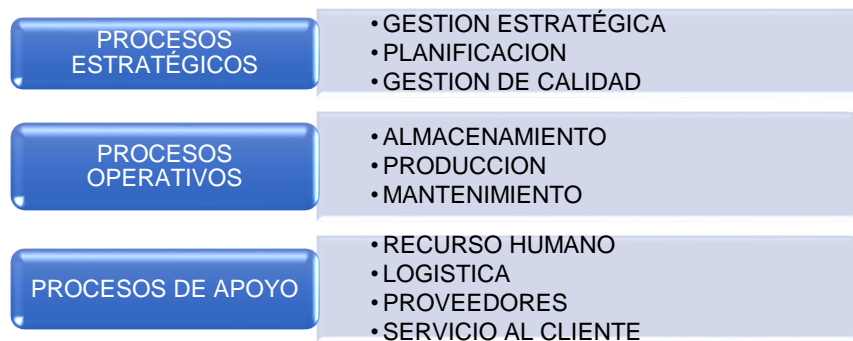 PROCESOS
ESTRATÉGICOS
•GESTION ESTRATÉGICA
•PLANIFICACION
•GESTION DE CALIDAD
PROCESOS
OPERATIVOS
•ALMACENAMIENTO
•PRODUCCION
•MANTENIMIENTO
PROCESOS DE APOYO
•RECURSO HUMANO
•LOGISTICA
•PROVEEDORES
•SERVICIO AL CLIENTE